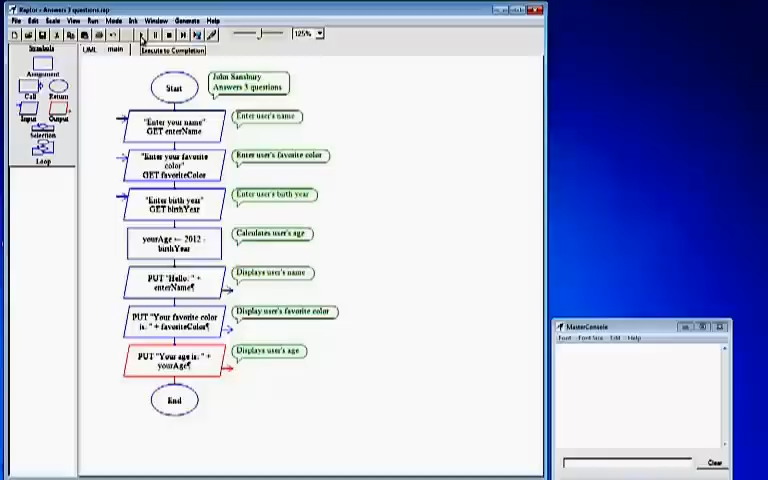 Raptor - Answers 3 questions.rap
File Edit Scale View Run Mode Ink Window Generate Help
125%
Execute to Completion
Symbols
UML main
Assignment
Call Return
Input Output
Selection
Loop
Start
John Sansbury
Answers 3 questions
"Enter your name"
GET enterName
Enter user's name
"Enter your favorite
color"
GET favoriteColor
Enter user's favorite color
"Enter birth year"
GET birthYear
Enter user's birth year
yourAge ← 2012 -
birthYear
Calculates user's age
PUT "Hello: " +
enterName¶
Displays user's name
PUT "Your favorite color
is: " + favoriteColor¶
Display user's favorite color
PUT "Your age is: " +
yourAge¶
Displays user's age
End
MasterConsole
Font Font Size Edit Help
Clear